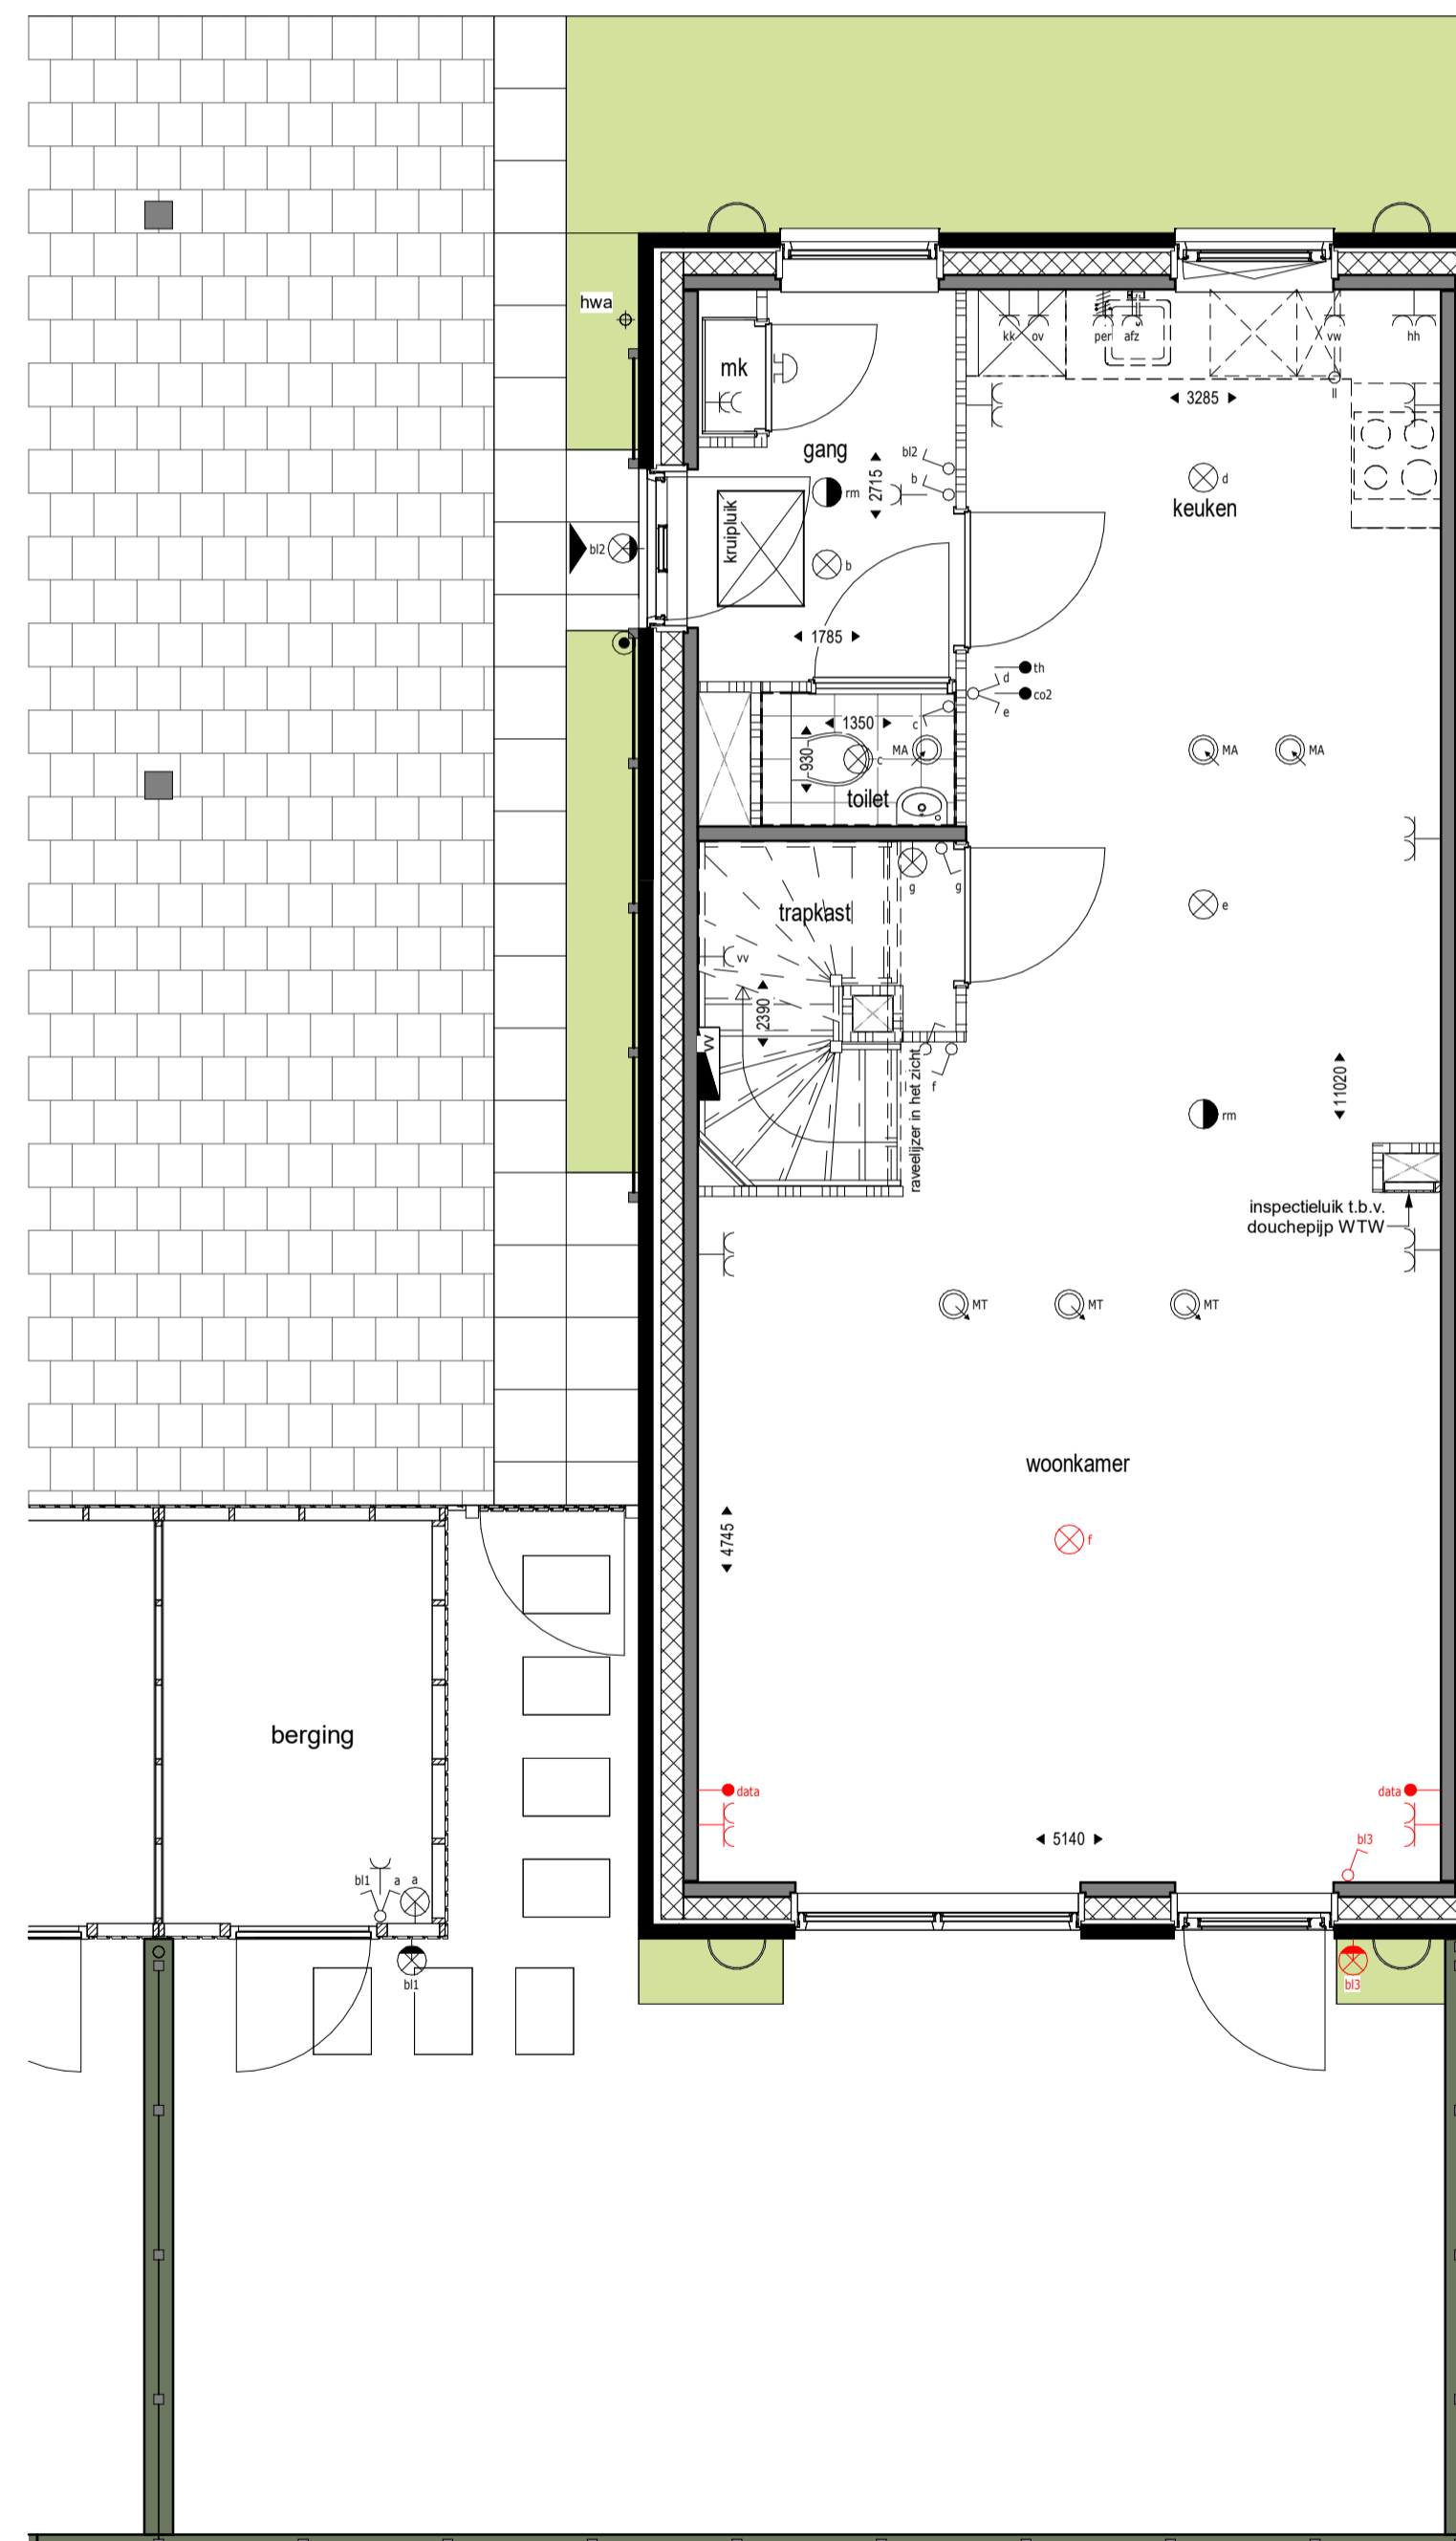 hwa
mk
kk
ov
per
afz
vw
hh
3285
ll
gang
bl2
b
2715
rm
d
keuken
kruipluik
bl2
b
1785
th
d
co2
e
1350
c
MA
930
c
MA
MA
toilet
g
g
e
trapkast
vv
2390
vv
raveelijzer in het zicht
f
11020
rm
inspectieluik t.b.v.
douchepijp WTW
MT
MT
MT
woonkamer
4745
f
berging
data
data
5140
bl3
bl1
a
a
bl1
bl3